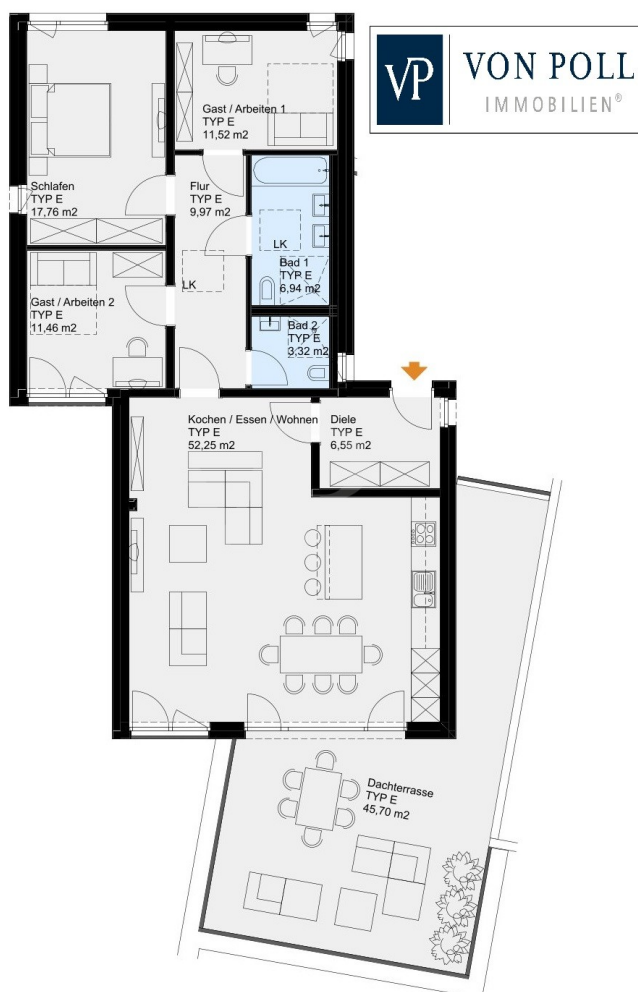 VP
VON POLL
IMMOBILIEN®
Gast / Arbeiten 1
TYP E
11,52 m2
Schlafen
TYP E
17,76 m2
Flur
TYP E
9,97 m2
LK
Bad 1
TYP E
6,94 m2
LK
Gast / Arbeiten 2
TYP E
11,46 m2
Bad 2
TYP E
3,32 m2
Kochen / Essen / Wohnen
TYP E
52,25 m2
Diele
TYP E
6,55 m2
Dachterrasse
TYP E
45,70 m2